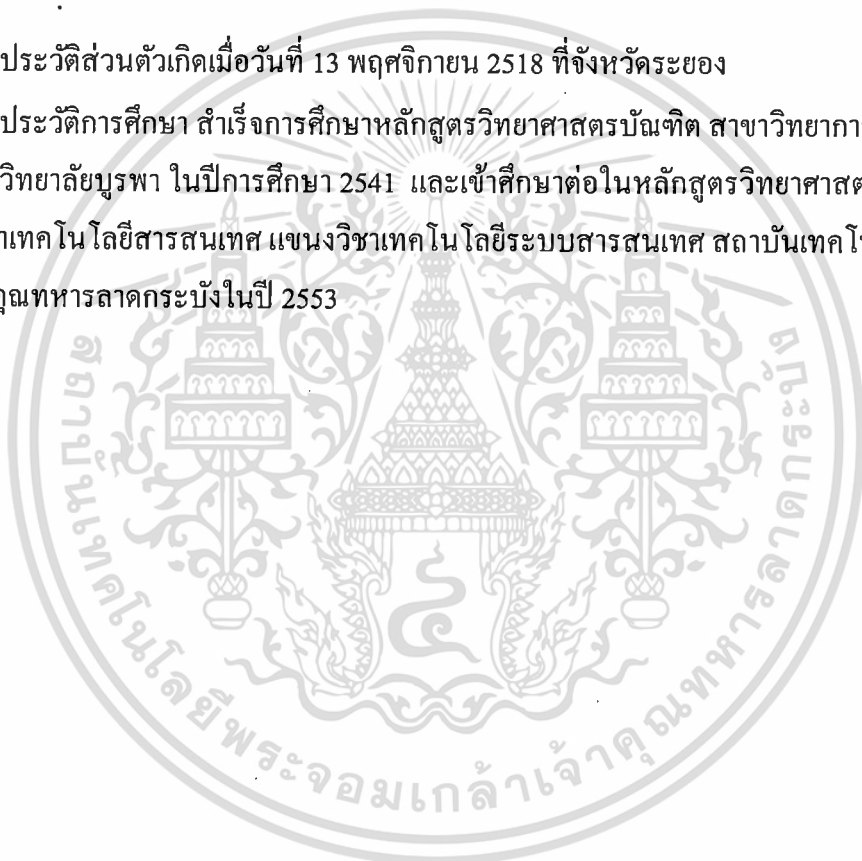 ประวัติส่วนตัวเกิดเมื่อวันที่ 13 พฤศจิกายน 2518 ที่จังหวัดระยอง
ประวัติการศึกษา สำเร็จการศึกษาหลักสูตรวิทยาศาสตรบัณฑิต สาขาวิทยากา
วิทยาลัยบูรพา ในปีการศึกษา 2541 และเข้าศึกษาต่อในหลักสูตรวิทยาศาสต
าเทคโนโลยีสารสนเทศ แขนงวิชาเทคโนโลยีระบบสารสนเทศ สถาบันเทคโน
คุณทหารลาดกระบังในปี 2553
สถาบันเทคโนโลยีพระจอมเกล้าเจ้าคุณทหารลาดกระบัง